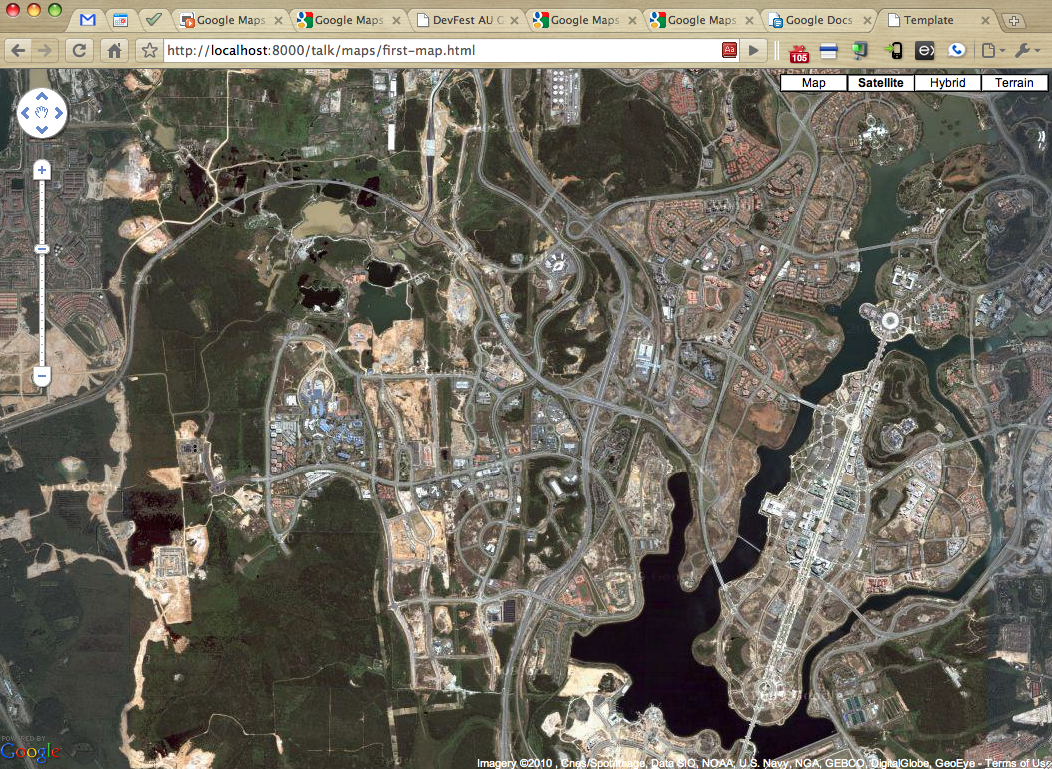 Google Maps
Google Maps
DevFest AU
Google Maps
Google Maps
Google Docs
Template
http://localhost:8000/talk/maps/first-map.html
Aa
105
Map
Satellite
Hybrid
Terrain
POWERED BY
Google
Imagery ©2010 , Cnes/Spot Image, Data SIO, NOAA, U.S. Navy, NGA, GEBCO, DigitalGlobe, GeoEye - Terms of Use